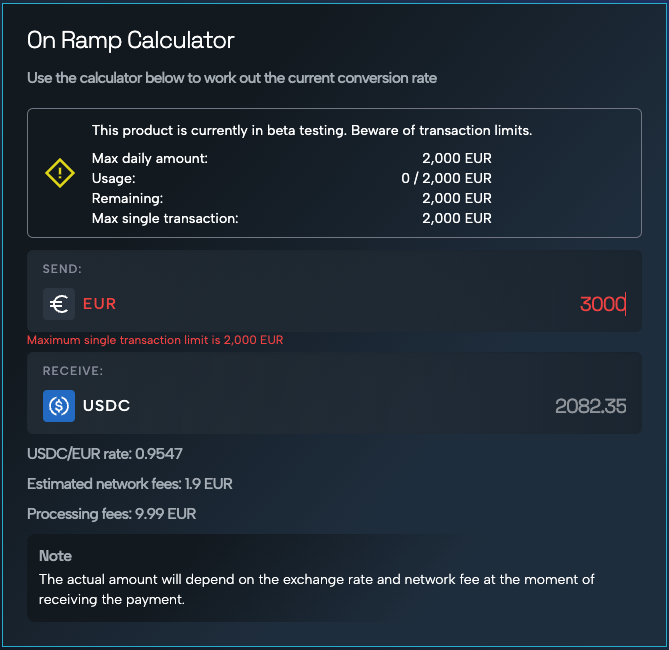 On Ramp Calculator
Use the calculator below to work out the current conversion rate
This product is currently in beta testing. Beware of transaction limits.
Max daily amount: 2,000 EUR
Usage: 0 / 2,000 EUR
Remaining: 2,000 EUR
Max single transaction: 2,000 EUR
SEND:
€ EUR 3000
Maximum single transaction limit is 2,000 EUR
RECEIVE:
$ USDC 2082.35
USDC/EUR rate: 0.9547
Estimated network fees: 1.9 EUR
Processing fees: 9.99 EUR
Note
The actual amount will depend on the exchange rate and network fee at the moment of
receiving the payment.